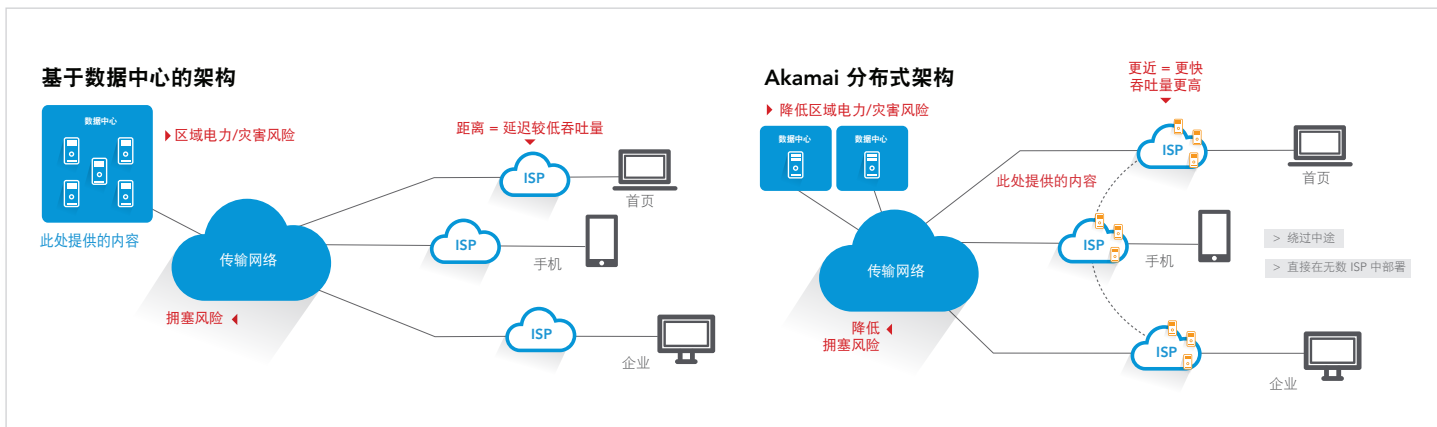 基于数据中心的架构
数据中心
▸ 区域电力/灾害风险
距离 = 延迟较低吞吐量
ISP
首页
此处提供的内容
传输网络
ISP
手机
拥塞风险
ISP
企业
Akamai 分布式架构
更近 = 更快
吞吐量更高
▸ 降低区域电力/灾害风险
数据中心
数据中心
ISP
首页
此处提供的内容
传输网络
ISP
手机
> 绕过中途
> 直接在无数 ISP 中部署
降低
拥塞风险
ISP
企业